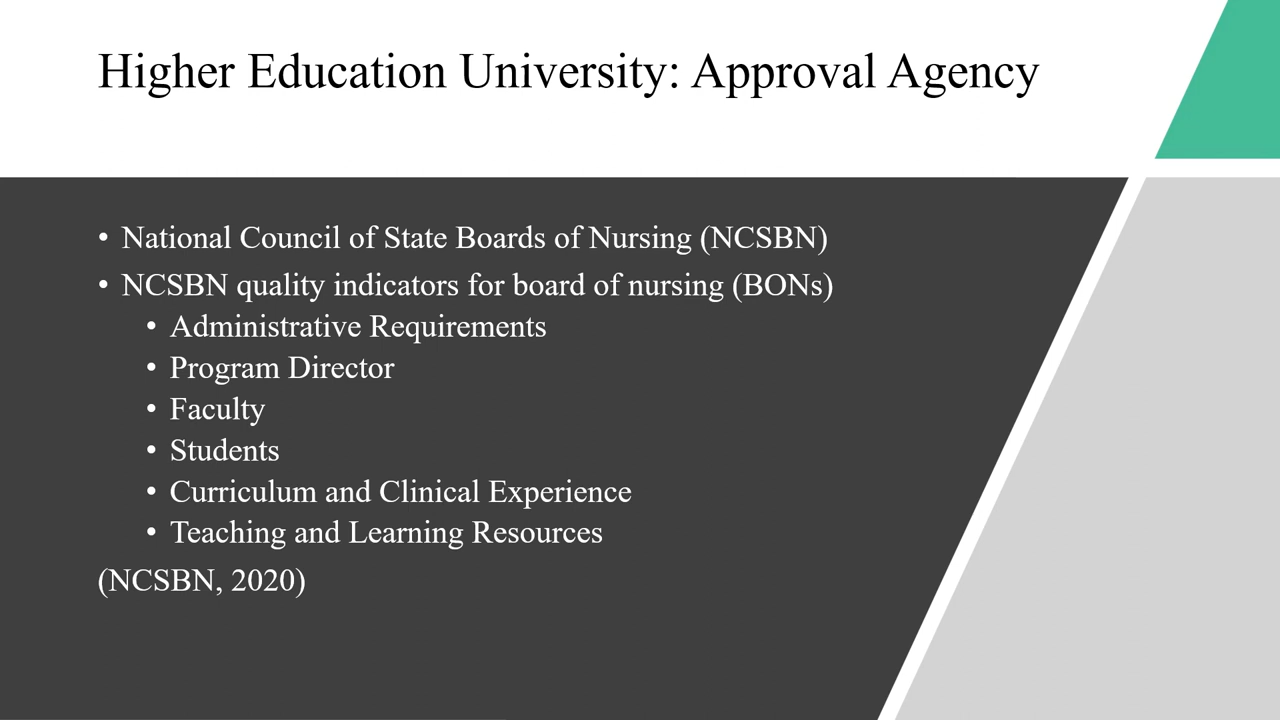 Higher Education University: Approval Agency
• National Council of State Boards of Nursing (NCSBN)
• NCSBN quality indicators for board of nursing (BONs)
• Administrative Requirements
• Program Director
• Faculty
• Students
• Curriculum and Clinical Experience
• Teaching and Learning Resources
(NCSBN, 2020)